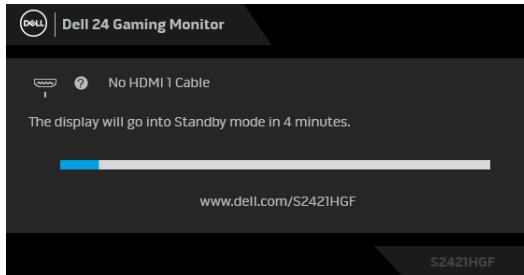 DELL
Dell 24 Gaming Monitor
? No HDMI 1 Cable
The display will go into Standby mode in 4 minutes.
www.dell.com/S2421HGF
S2421HGF